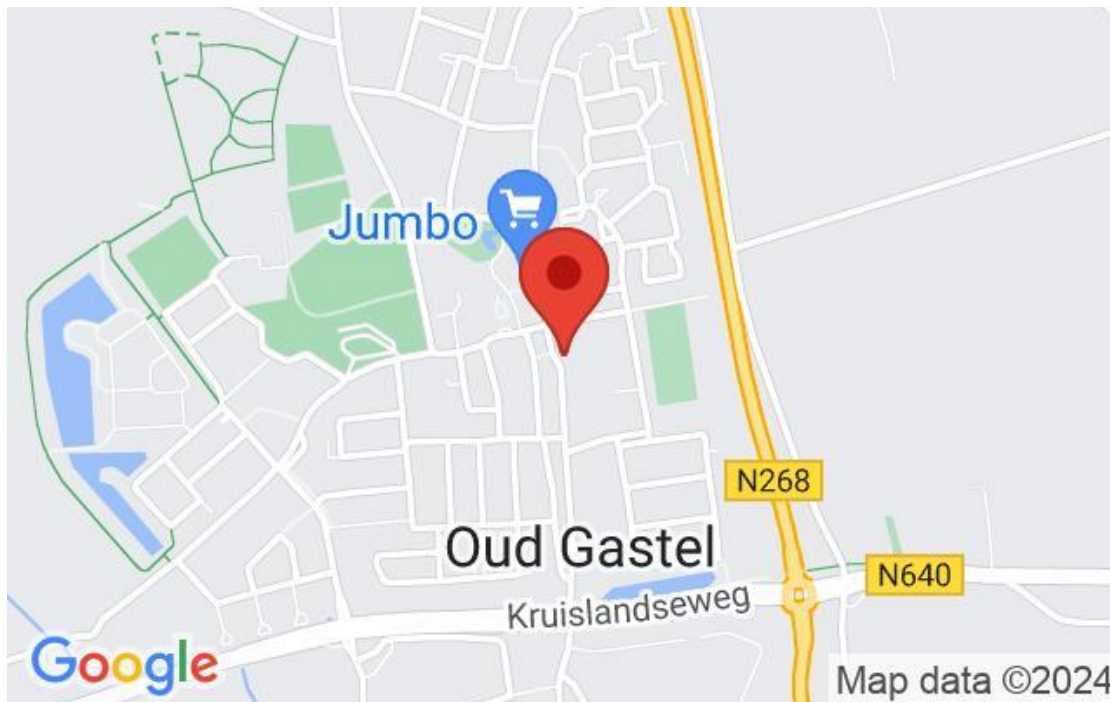 Jumbo
N268
Oud Gastel
N640
Kruislandseweg
Google
Map data ©2024